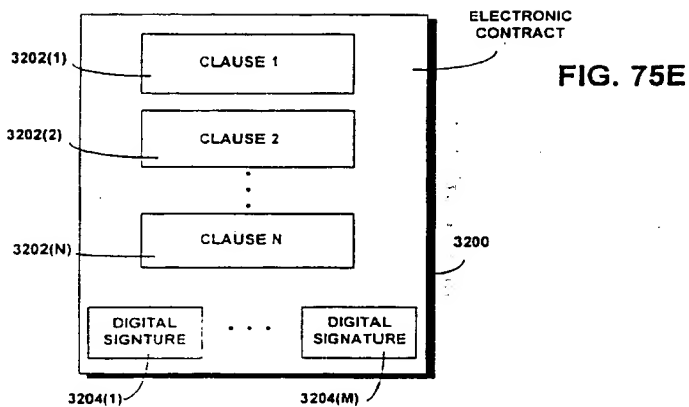 ELECTRONIC
CONTRACT
3202(1)
CLAUSE 1
FIG. 75E
3202(2)
CLAUSE 2
3202(N)
CLAUSE N
3200
DIGITAL
SIGNTURE
DIGITAL
SIGNATURE
3204(1)
3204(M)